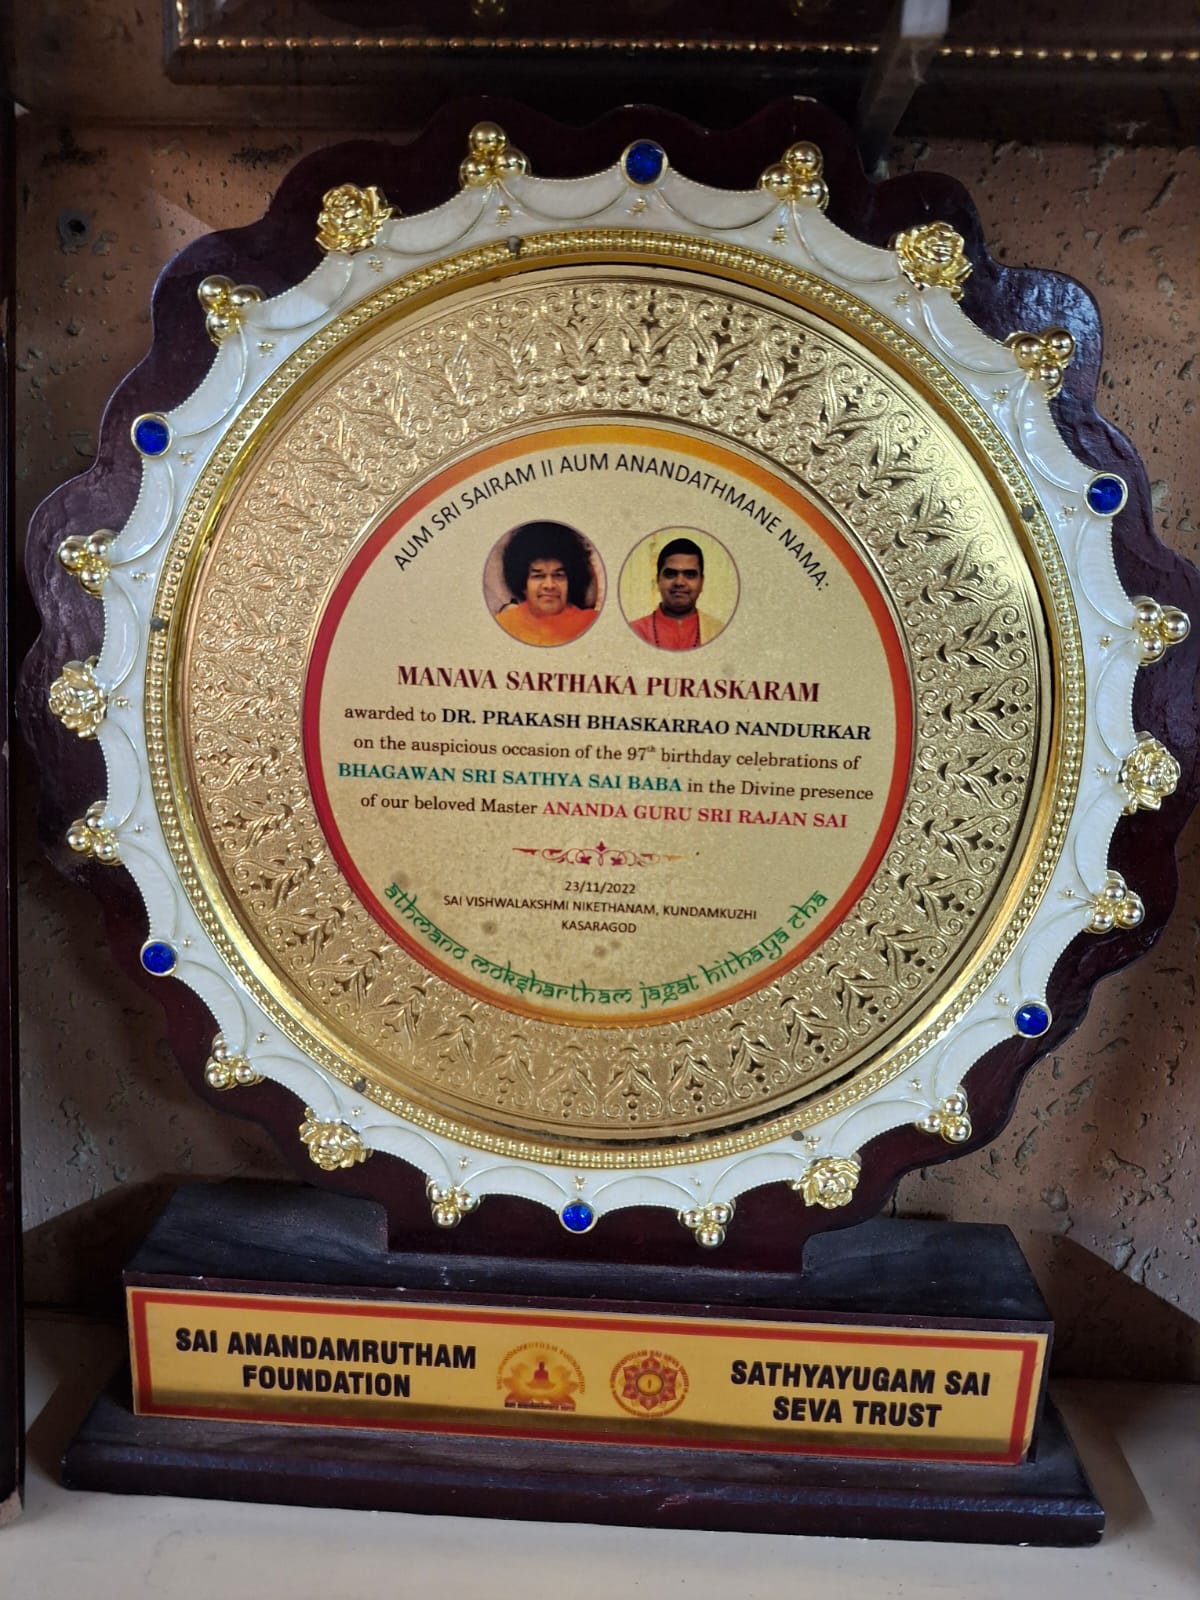 AUM SRI SAIRAM II AUM ANANDATHMANE NAMA:
MANAVA SARTHAKA PURASKARAM
awarded to DR. PRAKASH BHASKARRAO NANDURKAR
on the auspicious occasion of the 97th birthday celebrations of
BHAGAWAN SRI SATHYA SAI BABA in the Divine presence
of our beloved Master ANANDA GURU SRI RAJAN SAI
23/11/2022
SAI VISHWALAKSHMI NIKETHANAM, KUNDAMKUZHI
KASARAGOD
athmano mokshartham jagat hithaya cha
SAI ANANDAMRUTHAM
FOUNDATION
SATHYAYUGAM SAI
SEVA TRUST